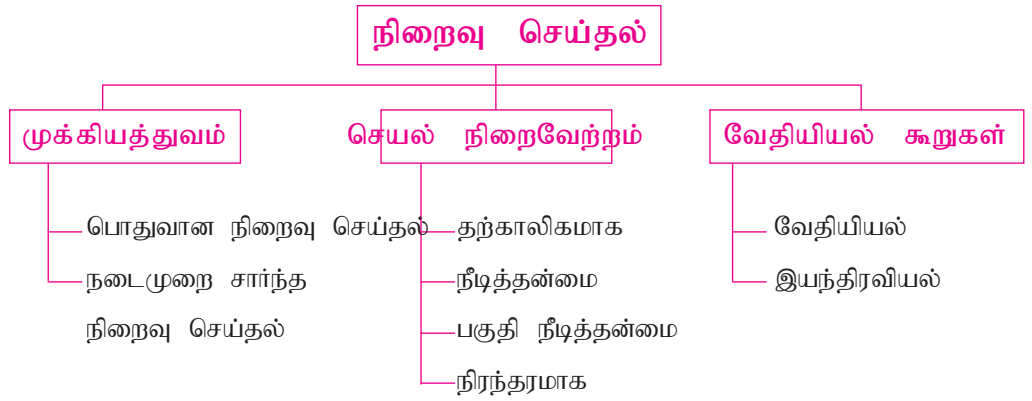 நிறைவு செய்தல்
முக்கியத்துவம்
பொதுவான நிறைவு செய்தல்
நடைமுறை சார்ந்த
நிறைவு செய்தல்
செயல் நிறைவேற்றம்
தற்காலிகமாக
நீடித்தன்மை
பகுதி நீடித்தன்மை
நிரந்தரமாக
வேதியியல் கூறுகள்
வேதியியல்
இயந்திரவியல்